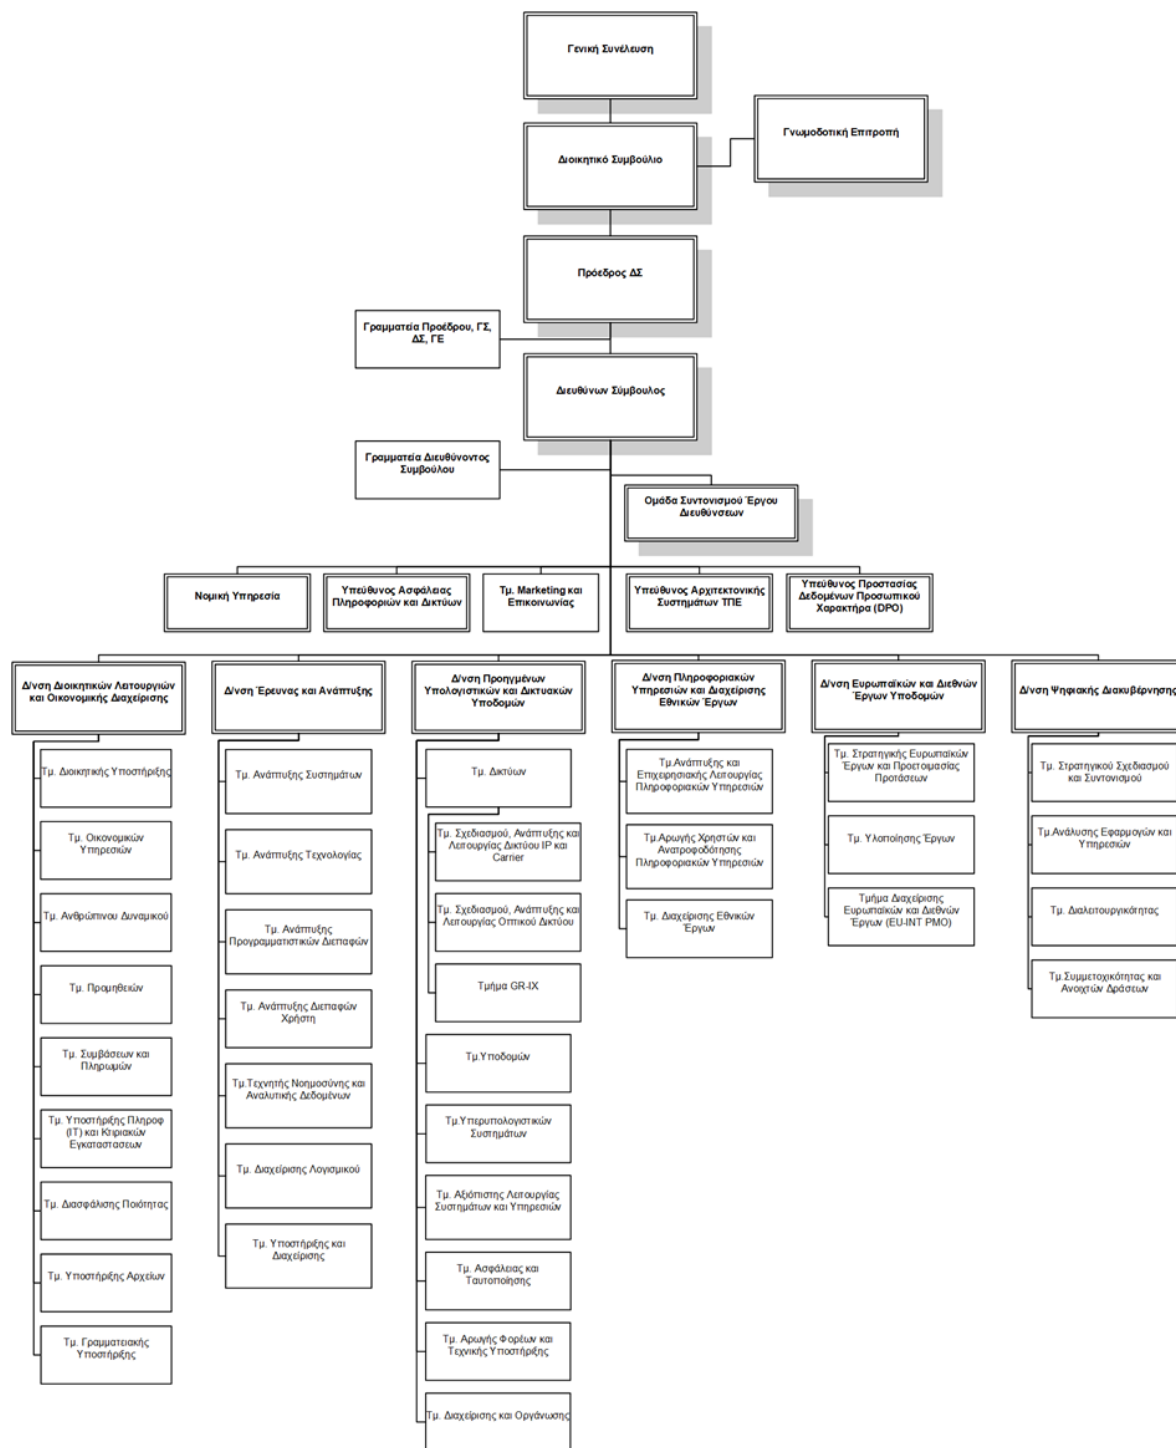 Γενική Συνέλευση
Γνωμοδοτική Επιτροπή
Διοικητικό Συμβούλιο
Πρόεδρος ΔΣ
Γραμματεία Προέδρου, ΓΣ,
ΔΣ, ΓΕ
Διευθύνων Σύμβουλος
Γραμματεία Διευθύνοντος
Συμβούλου
Ομάδα Συντονισμού Έργου
Διευθύνσεων
Νομική Υπηρεσία
Υπεύθυνος Ασφάλειας
Πληροφοριών και Δικτύων
Τμ. Marketing και
Επικοινωνίας
Υπεύθυνος Αρχιτεκτονικής
Συστημάτων ΤΠΕ
Υπεύθυνος Προστασίας
Δεδομένων Προσωπικού
Χαρακτήρα (DPO)
Δ/νση Διοικητικών Λειτουργιών
και Οικονομικής Διαχείρισης
Τμ. Διοικητικής Υποστήριξης
Τμ. Οικονομικών
Υπηρεσιών
Τμ. Ανθρώπινου Δυναμικού
Τμ. Προμηθειών
Τμ. Συμβάσεων και
Πληρωμών
Τμ. Υποστήριξης Πληροφ
(IT) και Κτιριακών
Εγκαταστασεων
Τμ. Διασφάλισης Ποιότητας
Τμ. Υποστήριξης Αρχείων
Τμ. Γραμματειακής
Υποστήριξης
Δ/νση Έρευνας και Ανάπτυξης
Τμ. Ανάπτυξης Συστημάτων
Τμ. Ανάπτυξης Τεχνολογίας
Τμ. Ανάπτυξης
Προγραμματιστικών Διεπαφών
Τμ. Ανάπτυξης Διεπαφών
Χρήστη
Τμ.Τεχνητής Νοημοσύνης και
Αναλυτικής Δεδομένων
Τμ. Διαχείρισης Λογισμικού
Τμ. Υποστήριξης και
Διαχείρισης
Δ/νση Προηγμένων
Υπολογιστικών και Δικτυακών
Υποδομών
Τμ. Δικτύων
Τμ. Σχεδιασμού, Ανάπτυξης και
Λειτουργίας Δικτύου IP και
Carrier
Τμ. Σχεδιασμού, Ανάπτυξης και
Λειτουργίας Οπτικού Δικτύου
Τμήμα GR-IX
Τμ.Υποδομών
Τμ.Υπερυπολογιστικών
Συστημάτων
Τμ. Αξιόπιστης Λειτουργίας
Συστημάτων και Υπηρεσιών
Τμ. Ασφάλειας και
Ταυτοποίησης
Τμ. Αρωγής Φορέων και
Τεχνικής Υποστήριξης
Τμ. Διαχείρισης και Οργάνωσης
Δ/νση Πληροφοριακών
Υπηρεσιών και Διαχείρισης
Εθνικών Έργων
Τμ.Ανάπτυξης και
Επιχειρησιακής Λειτουργίας
Πληροφοριακών Υπηρεσιών
Τμ.Αρωγής Χρηστών και
Ανατροφοδότησης
Πληροφοριακών Υπηρεσιών
Τμ. Διαχείρισης Εθνικών
Έργων
Δ/νση Ευρωπαϊκών και Διεθνών
Έργων Υποδομών
Τμ. Στρατηγικής Ευρωπαϊκών
Έργων και Προετοιμασίας
Προτάσεων
Τμ. Υλοποίησης Έργων
Τμήμα Διαχείρισης
Ευρωπαϊκών και Διεθνών
Έργων (EU-INT PMO)
Δ/νση Ψηφιακής Διακυβέρνησης
Τμ. Στρατηγικού Σχεδιασμού
και Συντονισμού
Τμ.Ανάλυσης Εφαρμογών και
Υπηρεσιών
Τμ. Διαλειτουργικότητας
Τμ.Συμμετοχικότητας και
Ανοιχτών Δράσεων